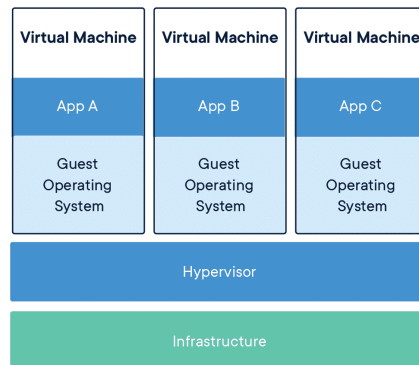 Virtual Machine
App A
Guest
Operating
System
Virtual Machine
App B
Guest
Operating
System
Virtual Machine
App C
Guest
Operating
System
Hypervisor
Infrastructure